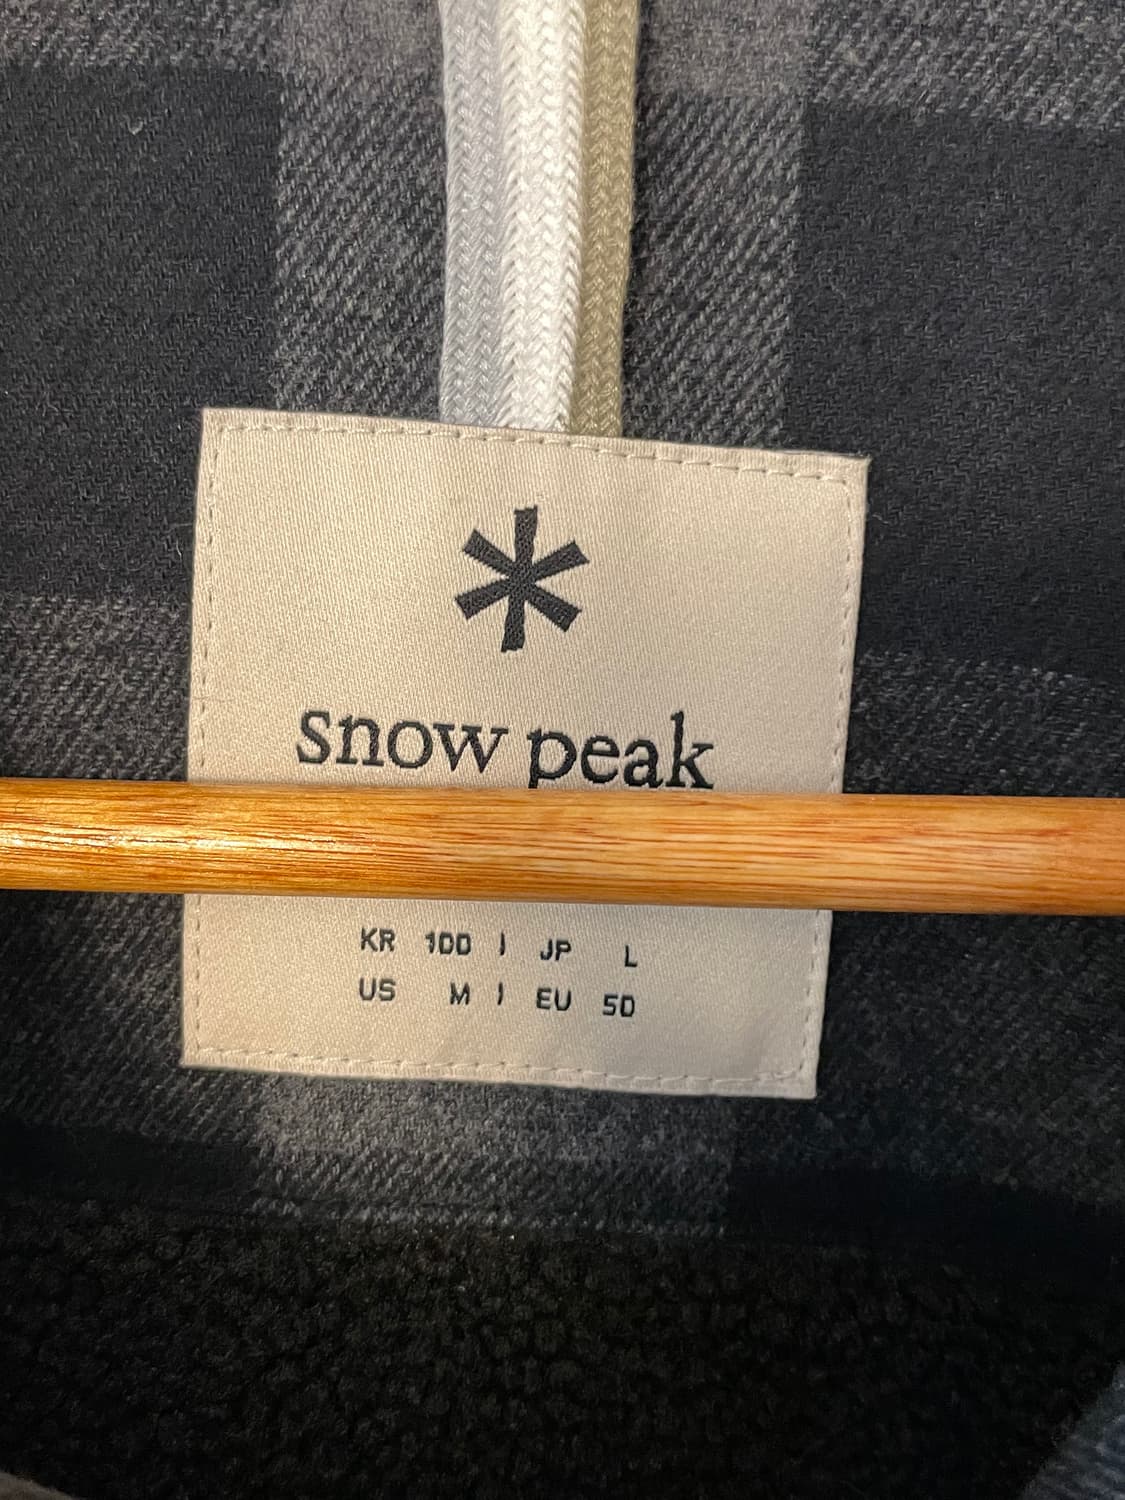 snow peak
KR 100 | JP L
US M | EU 50